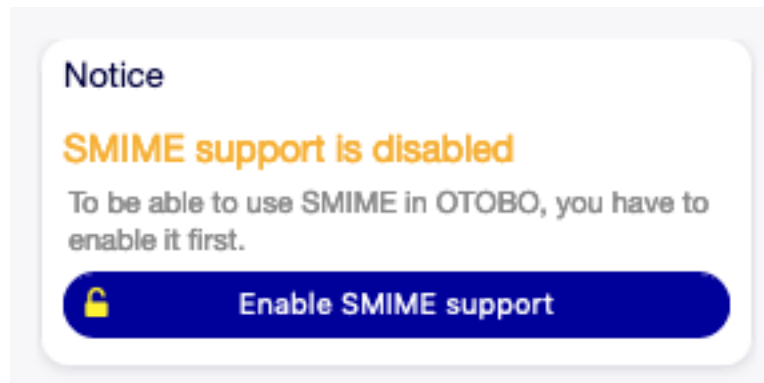 Notice
SMIME support is disabled
To be able to use SMIME in OTOBO, you have to
enable it first.
Enable SMIME support